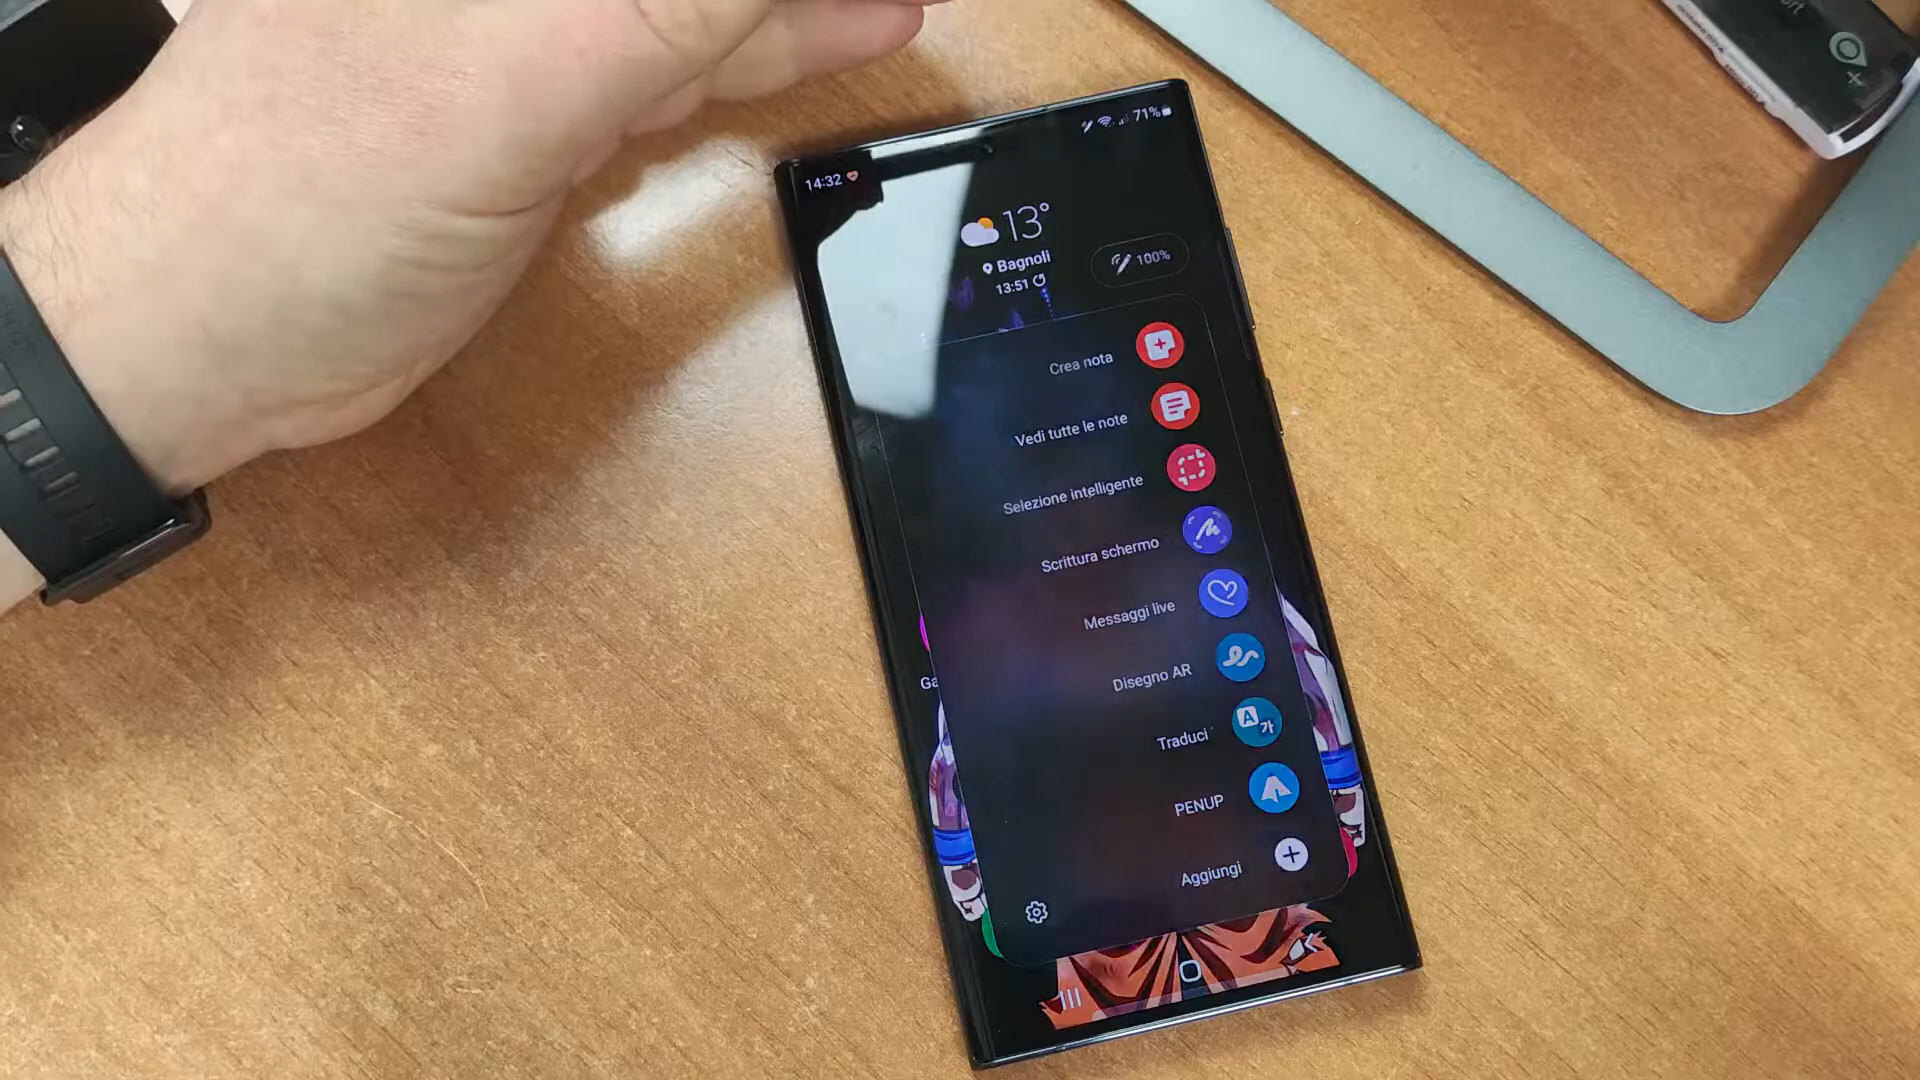 14:32
71%
13°
Bagnoli
13:51
100%
Crea nota
Vedi tutte le note
Selezione intelligente
Scrittura schermo
Messaggi live
Disegno AR
Ga
Traduci
PENUP
Aggiungi